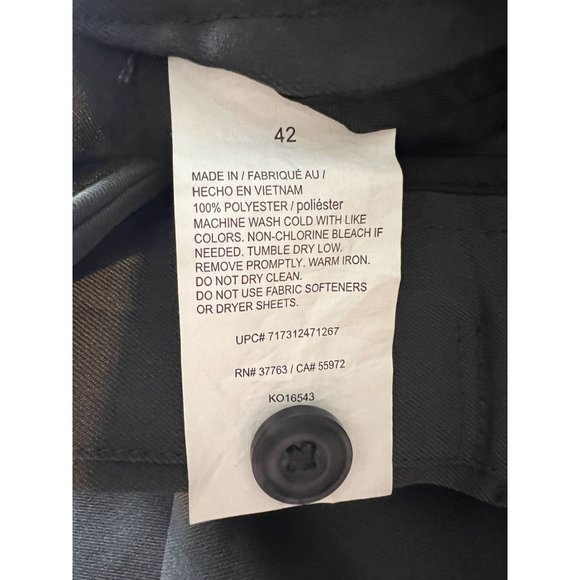 42
MADE IN / FABRIQUÉ AU /
HECHO EN VIETNAM
100% POLYESTER / poliéster
MACHINE WASH COLD WITH LIKE
COLORS. NON-CHLORINE BLEACH IF
NEEDED. TUMBLE DRY LOW.
REMOVE PROMPTLY. WARM IRON.
DO NOT DRY CLEAN.
DO NOT USE FABRIC SOFTENERS
OR DRYER SHEETS.
UPC# 717312471267
RN# 37763 / CA# 55972
KO16543